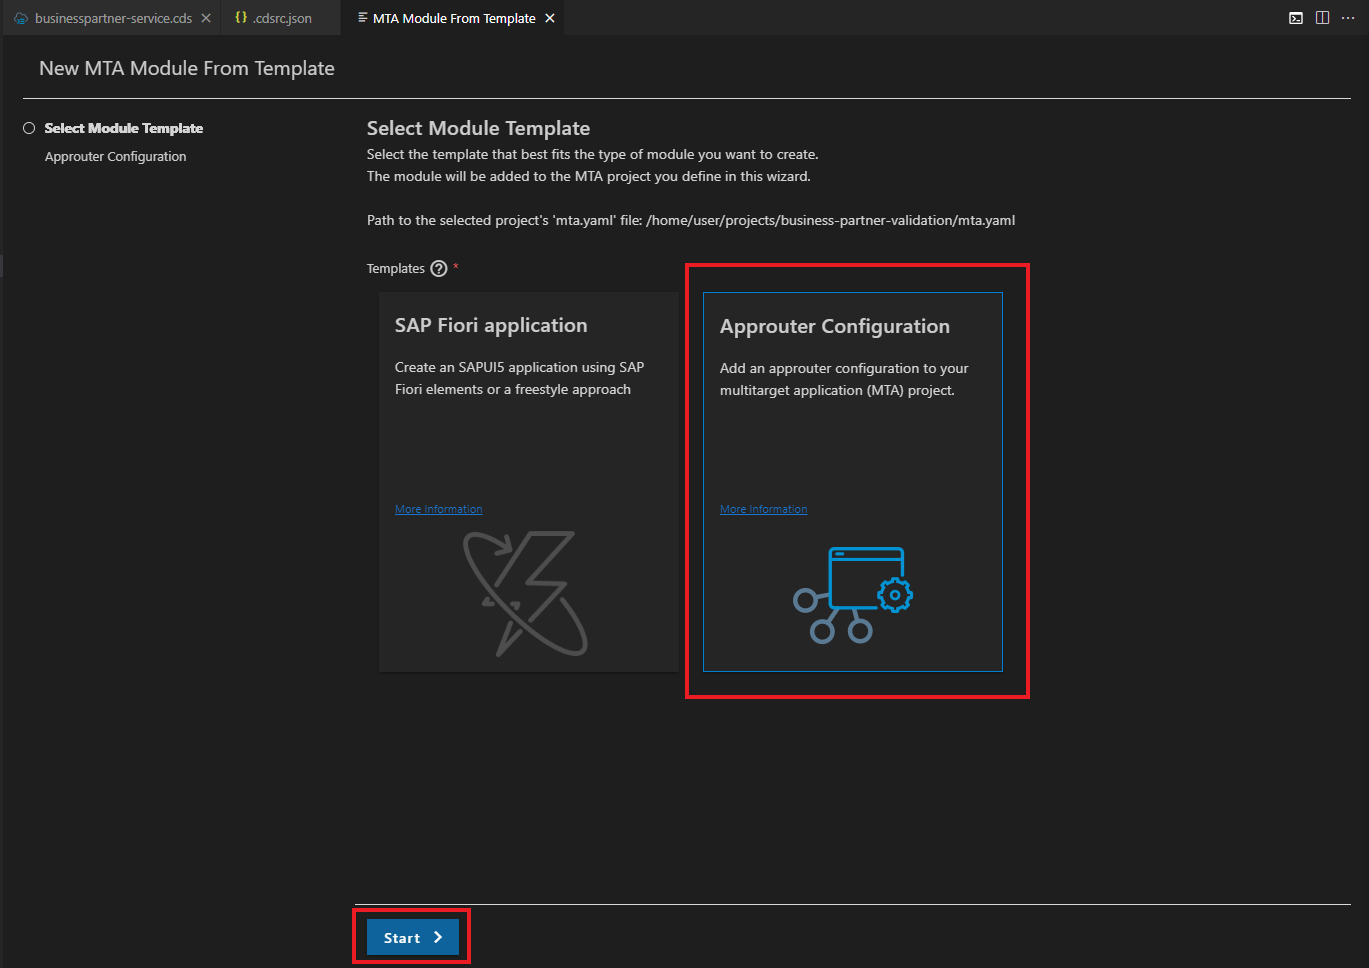 businesspartner-service.cds
{} .cdsrc.json
MTA Module From Template
New MTA Module From Template
Select Module Template
Approuter Configuration
Select Module Template
Select the template that best fits the type of module you want to create.
The module will be added to the MTA project you define in this wizard.
Path to the selected project's 'mta.yaml' file: /home/user/projects/business-partner-validation/mta.yaml
Templates ? *
SAP Fiori application
Create an SAPUI5 application using SAP
Fiori elements or a freestyle approach
More Information
Approuter Configuration
Add an approuter configuration to your
multitarget application (MTA) project.
More Information
Start